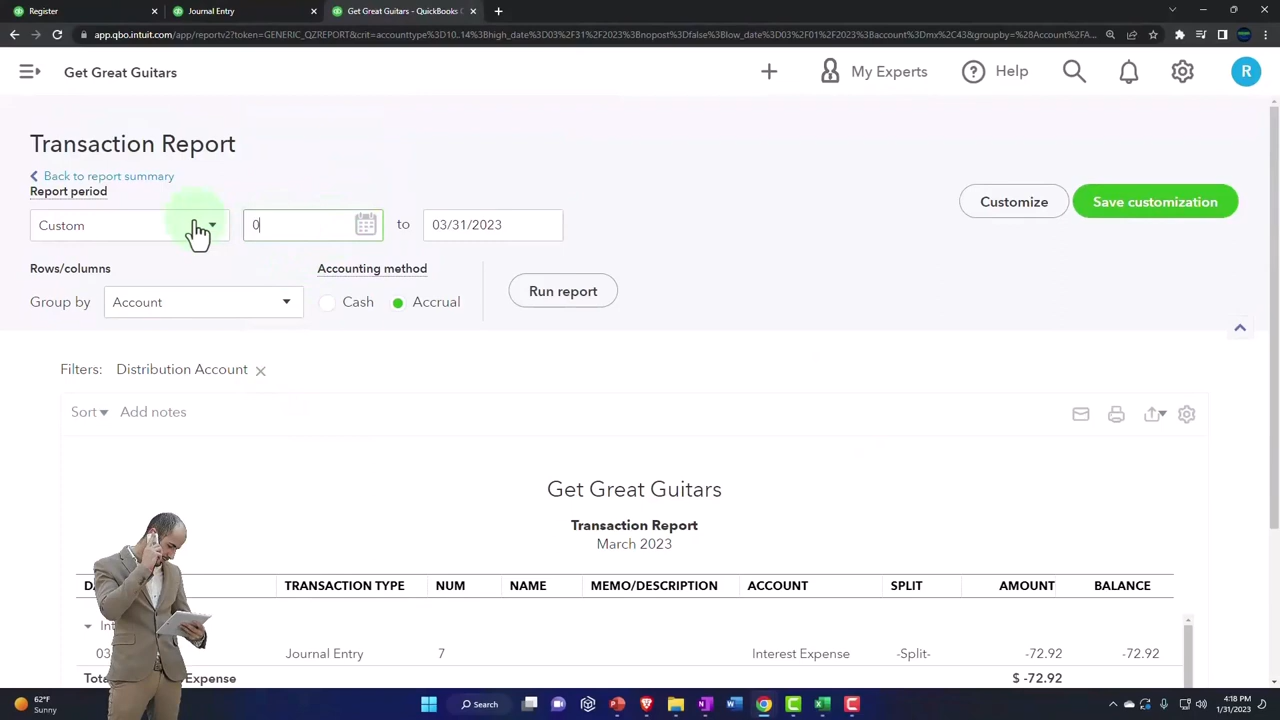 Register
Journal Entry
Get Great Guitars - QuickBooks
app.qbo.intuit.com/app/reportv2?token=GENERIC_QZREPORT&crit=accounttype%3D10..14%3Bhigh_date%3D03%2F31%2F2023%3Bnopost%3Dfalse%3Blow_date%3D03%2F01%2F2023%3Baccount%3Dmx%2C43&groupby=%28Account%2FA...
Get Great Guitars
My Experts
Help
R
Transaction Report
Back to report summary
Report period
Custom
0
to
03/31/2023
Customize
Save customization
Rows/columns
Accounting method
Group by
Account
Cash
Accrual
Run report
Filters: Distribution Account
Sort
Add notes
Get Great Guitars
Transaction Report
March 2023
TRANSACTION TYPE NUM NAME MEMO/DESCRIPTION ACCOUNT SPLIT AMOUNT BALANCE
03 Journal Entry 7 Interest Expense -Split- -72.92 -72.92
Expense $ -72.92
62°F
Sunny
Search
4:18 PM
1/31/2023